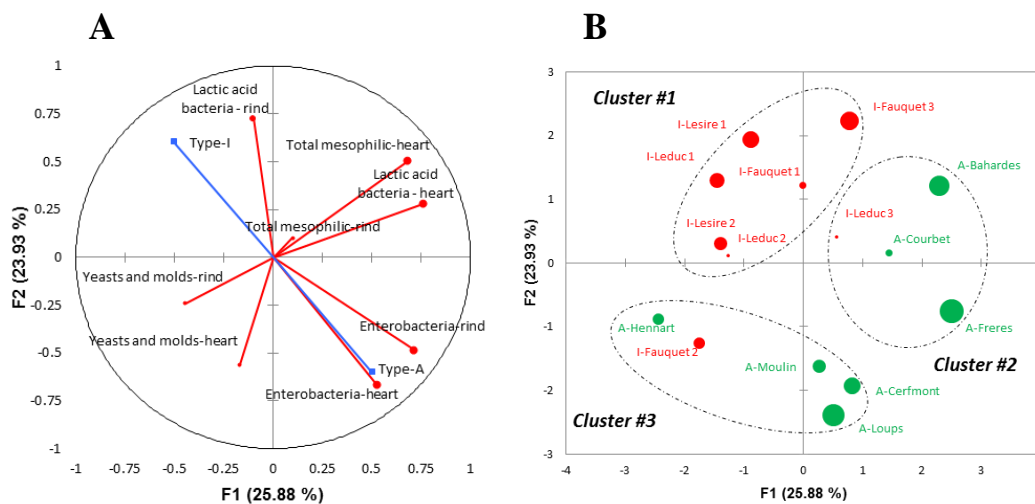 A
B
1
0.75
0.5
0.25
0
-0.25
-0.5
-0.75
-1
F2 (23.93 %)
Lactic acid
bacteria - rind
Type-I
Total mesophilic-heart
Lactic acid
bacteria - heart
Total mesophilic-rind
Yeasts and molds-rind
Yeasts and molds-heart
Enterobacteria-rind
Type-A
Enterobacteria-heart
-1 -0.75 -0.5 -0.25 0 0.25 0.5 0.75 1
F1 (25.88 %)
3
2
1
0
-1
-2
-3
F2 (23.93 %)
Cluster #1
I-Fauquet 3
I-Lesire 1
I-Leduc 1
I-Fauquet 1
A-Bahardes
I-Lesire 2
I-Leduc 2
I-Leduc 3
A-Courbet
A-Hennart
A-Freres
I-Fauquet 2
A-Moulin
Cluster #2
A-Cerfmont
Cluster #3
A-Loups
-4 -3 -2 -1 0 1 2 3
F1 (25.88 %)